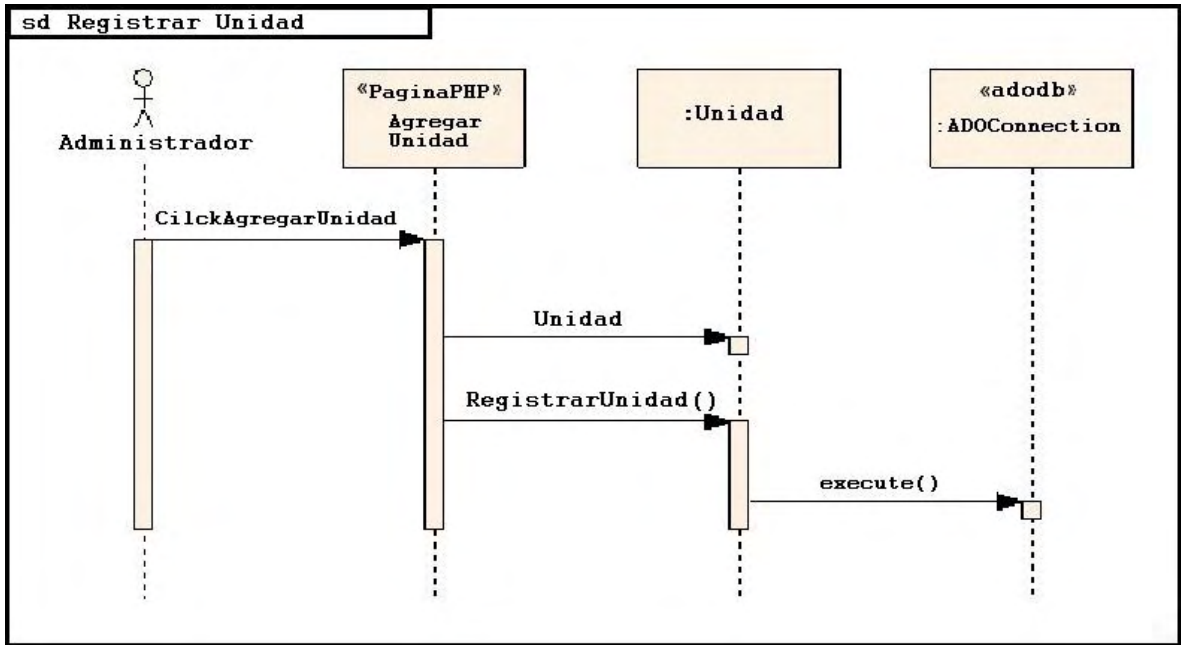 sd Registrar Unidad
Administrador
«PaginaPHP»
Agregar
Unidad
:Unidad
«adodb»
:ADOConnection
CilckAgregarUnidad
Unidad
RegistrarUnidad()
execute()